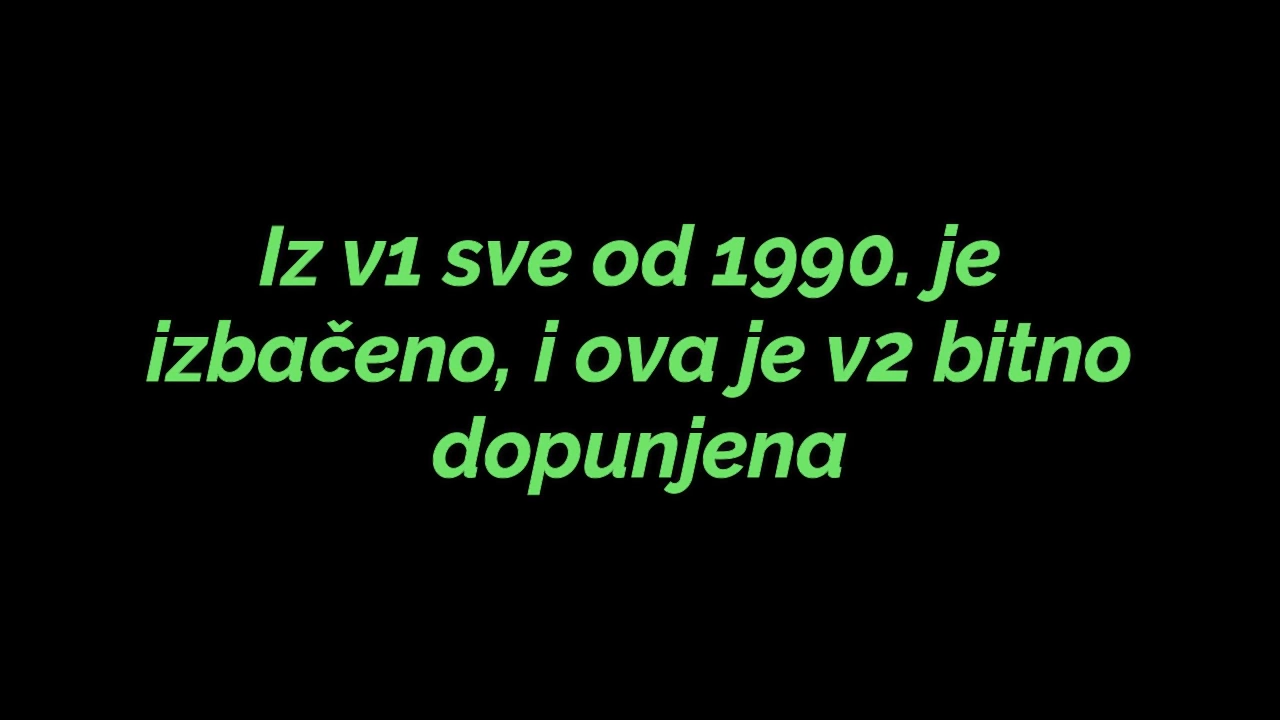 Iz v1 sve od 1990. je
izbačeno, i ova je v2 bitno
dopunjena